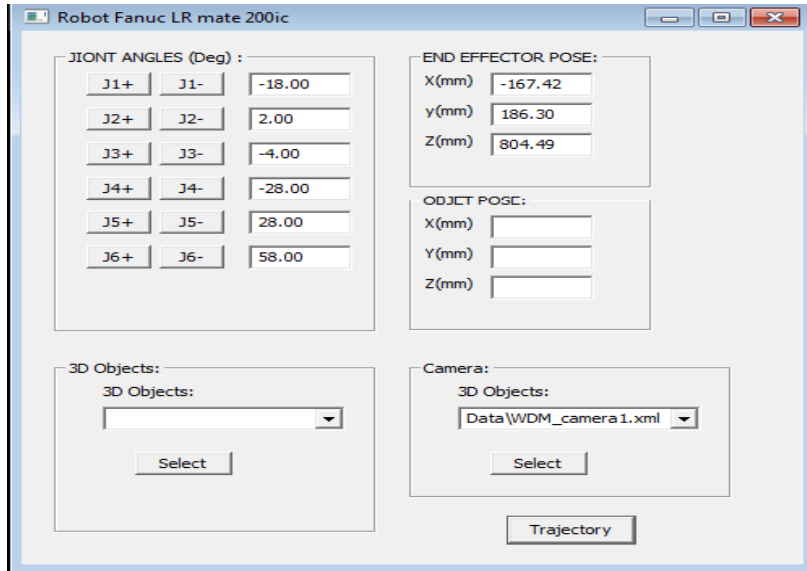 Robot Fanuc LR mate 200ic
JIONT ANGLES (Deg) :
J1+ J1- -18.00
J2+ J2- 2.00
J3+ J3- -4.00
J4+ J4- -28.00
J5+ J5- 28.00
J6+ J6- 58.00
END EFFECTOR POSE:
X(mm) -167.42
y(mm) 186.30
Z(mm) 804.49
OBJET POSE:
X(mm)
Y(mm)
Z(mm)
3D Objects:
3D Objects:
Select
Camera:
3D Objects:
Data\WDM_camera1.xml
Select
Trajectory